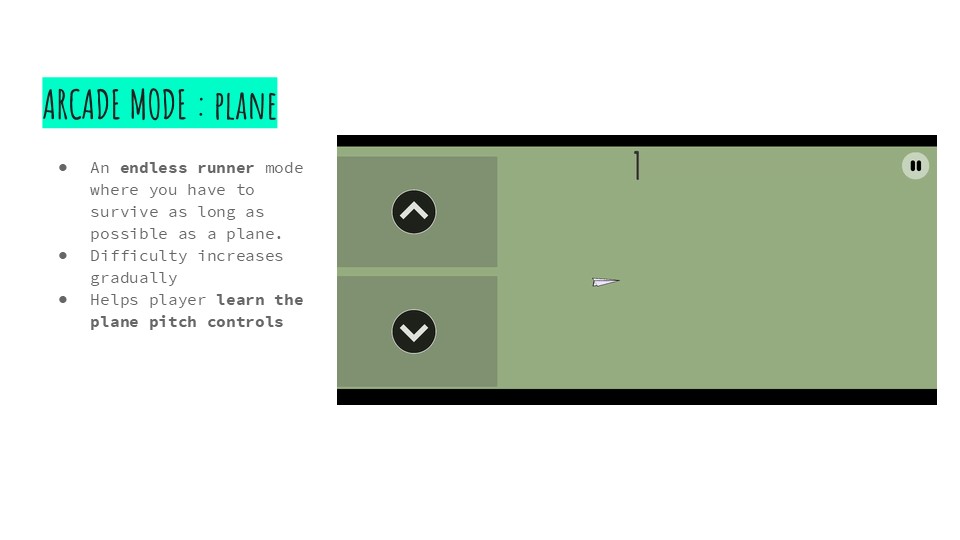 ARCADE MODE : PLANE
● An endless runner mode
where you have to
survive as long as
possible as a plane.
● Difficulty increases
gradually
● Helps player learn the
plane pitch controls
1